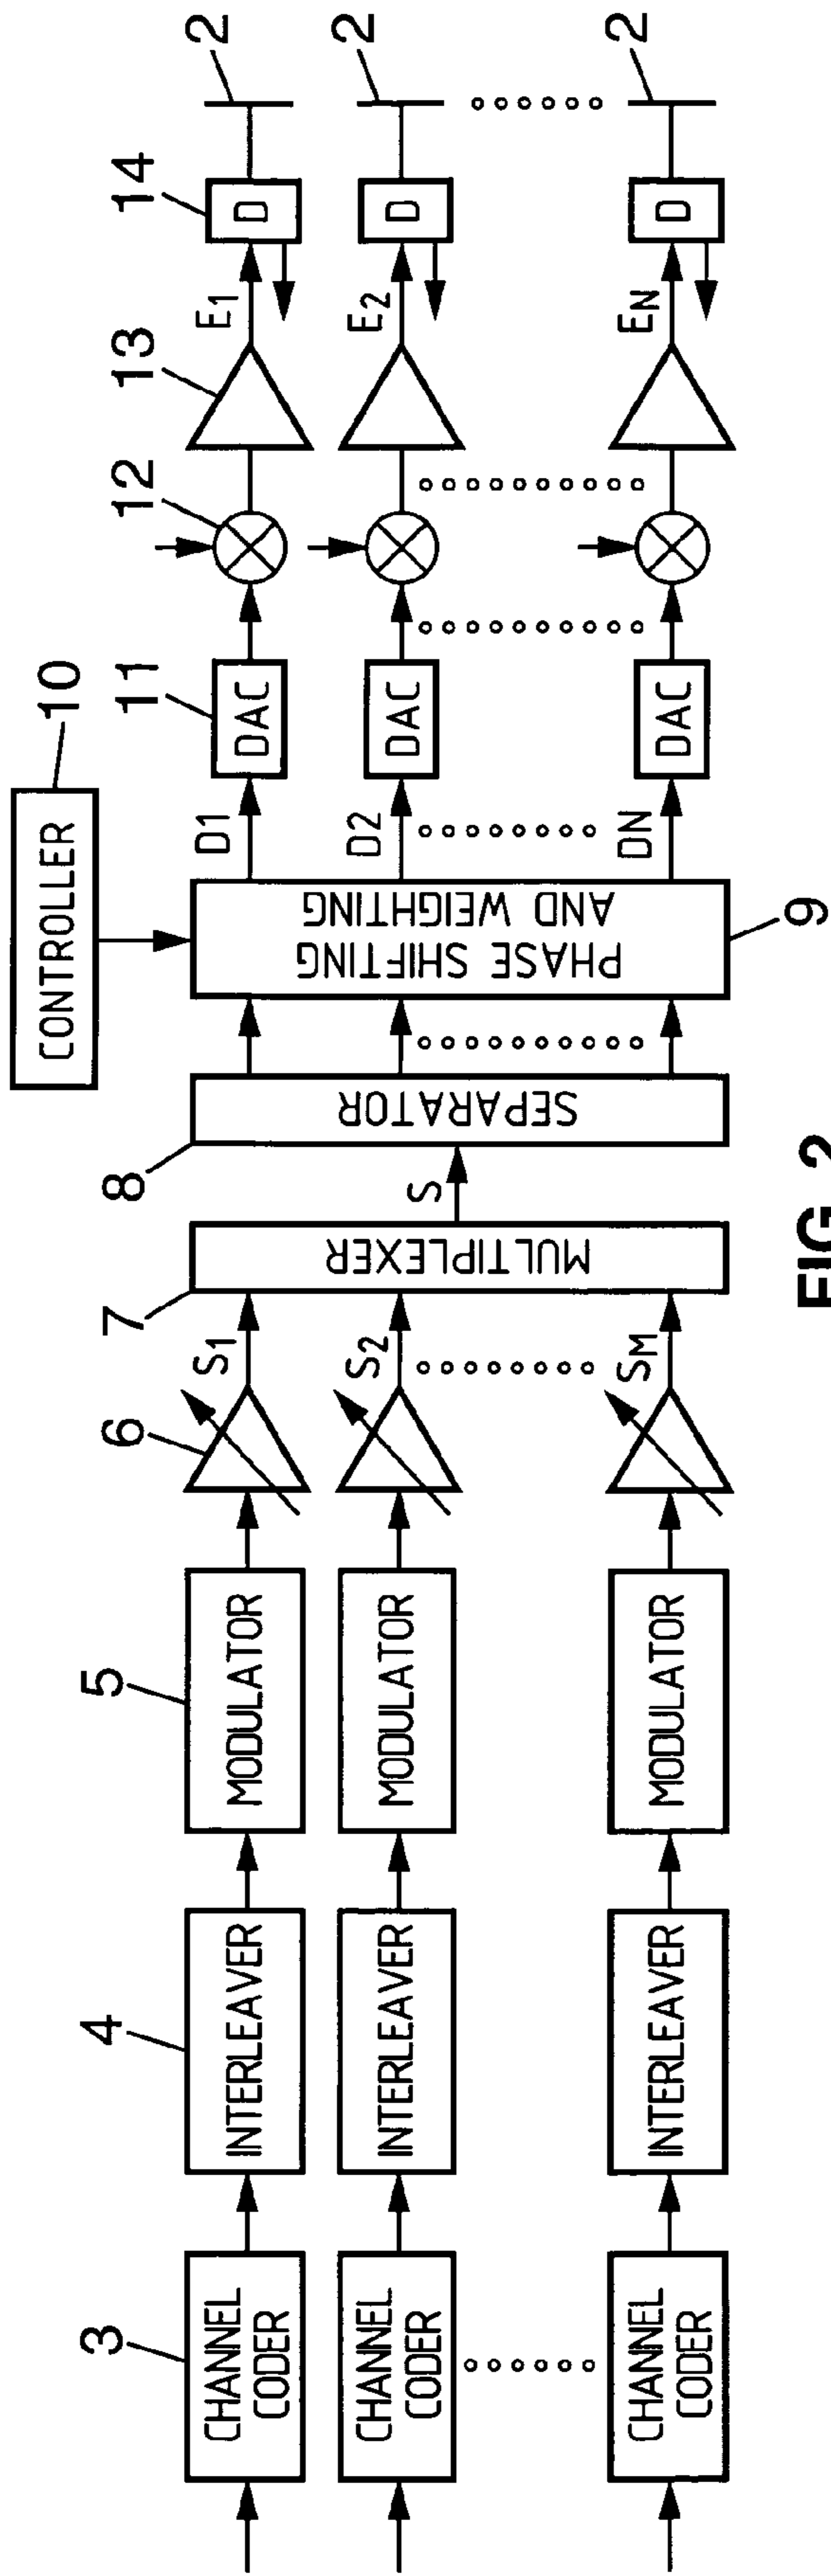 10
CONTROLLER
3
4
5
6
7
8
11
12
13
14
2
CHANNEL
CODER
INTERLEAVER
MODULATOR
S1
MULTIPLEXER
S
SEPARATOR
PHASE SHIFTING
AND WEIGHTING
D1
DAC
E1
D
2
CHANNEL
CODER
INTERLEAVER
MODULATOR
S2
D2
DAC
E2
D
2
CHANNEL
CODER
INTERLEAVER
MODULATOR
SM
DN
DAC
EN
D
9
FIG. 2